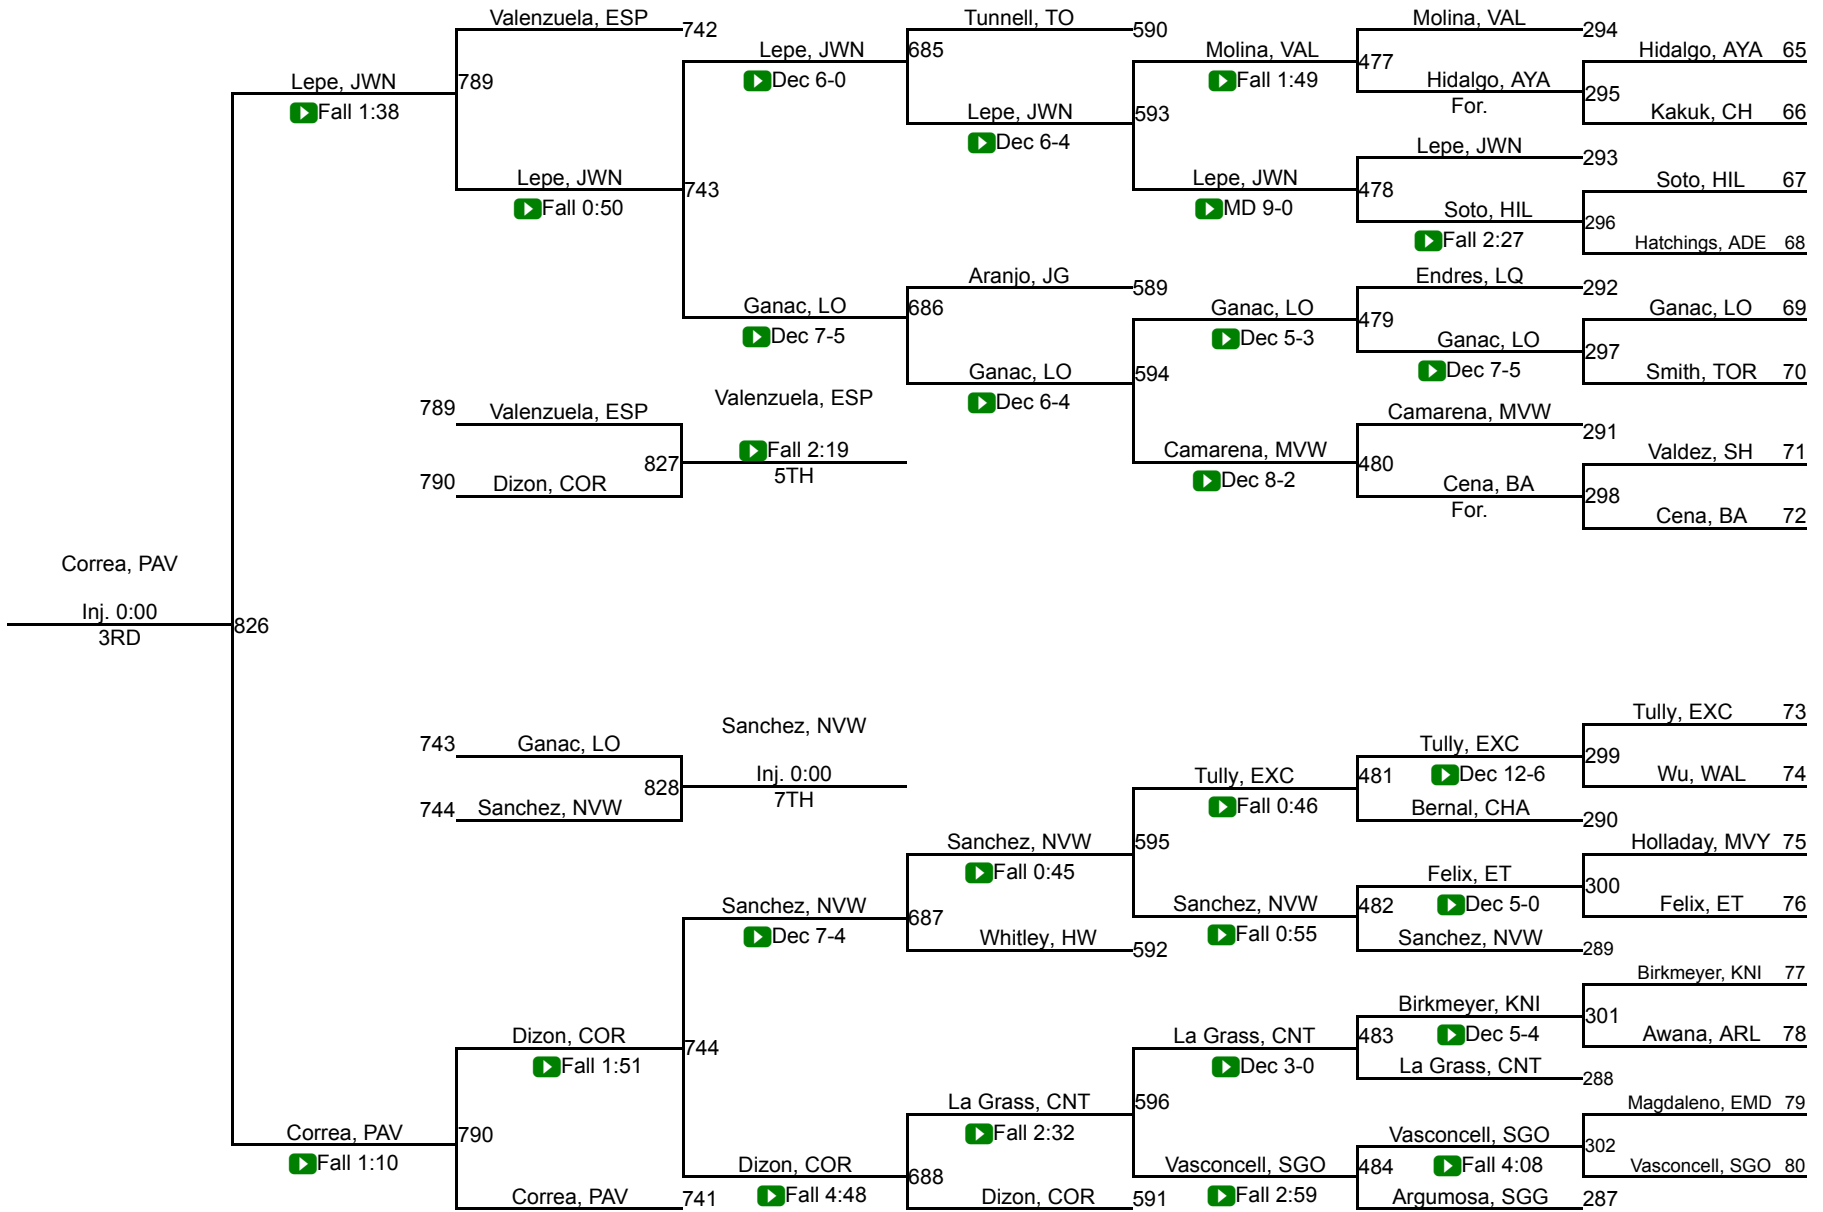 Valenzuela, ESP
742
Tunnell, TO
590
Molina, VAL
294
Lepe, JWN
685
Molina, VAL
477
Hidalgo, AYA 65
Lepe, JWN
789
Dec 6-0
Fall 1:49
Hidalgo, AYA
For.
295
Fall 1:38
Lepe, JWN
593
Kakuk, CH 66
Dec 6-4
Lepe, JWN
293
Lepe, JWN
743
Lepe, JWN
478
Soto, HIL 67
Fall 0:50
MD 9-0
Soto, HIL
296
Fall 2:27
Hatchings, ADE 68
Aranjo, JG
589
Endres, LQ
292
Ganac, LO
686
Ganac, LO
479
Ganac, LO 69
Dec 7-5
Dec 5-3
Ganac, LO
297
Ganac, LO
594
Dec 7-5
Smith, TOR 70
Valenzuela, ESP
Dec 6-4
789 Valenzuela, ESP
Camarena, MVW
291
Fall 2:19
Camarena, MVW
480
Valdez, SH 71
827
5TH
Dec 8-2
790 Dizon, COR
Cena, BA
For.
298
Cena, BA 72
Correa, PAV
Inj. 0:00
826
3RD
Sanchez, NVW
Tully, EXC 73
743 Ganac, LO
Tully, EXC
299
Inj. 0:00
828
7TH
Tully, EXC
481
Dec 12-6
Wu, WAL 74
744 Sanchez, NVW
Fall 0:46
Bernal, CHA
290
Sanchez, NVW
595
Holladay, MVY 75
Fall 0:45
Felix, ET
300
Sanchez, NVW
687
Sanchez, NVW
482
Dec 5-0
Felix, ET 76
Dec 7-4
Whitley, HW
592
Fall 0:55
Sanchez, NVW
289
Birkmeyer, KNI 77
Birkmeyer, KNI
301
Dizon, COR
744
La Grass, CNT
483
Dec 5-4
Awana, ARL 78
Fall 1:51
Dec 3-0
La Grass, CNT
288
La Grass, CNT
596
Magdaleno, EMD 79
Correa, PAV
790
Fall 2:32
Vasconcell, SGO
302
Fall 1:10
Dizon, COR
688
Vasconcell, SGO
484
Fall 4:08
Vasconcell, SGO 80
Correa, PAV
741
Fall 4:48
Dizon, COR
591
Fall 2:59
Argumosa, SGG
287